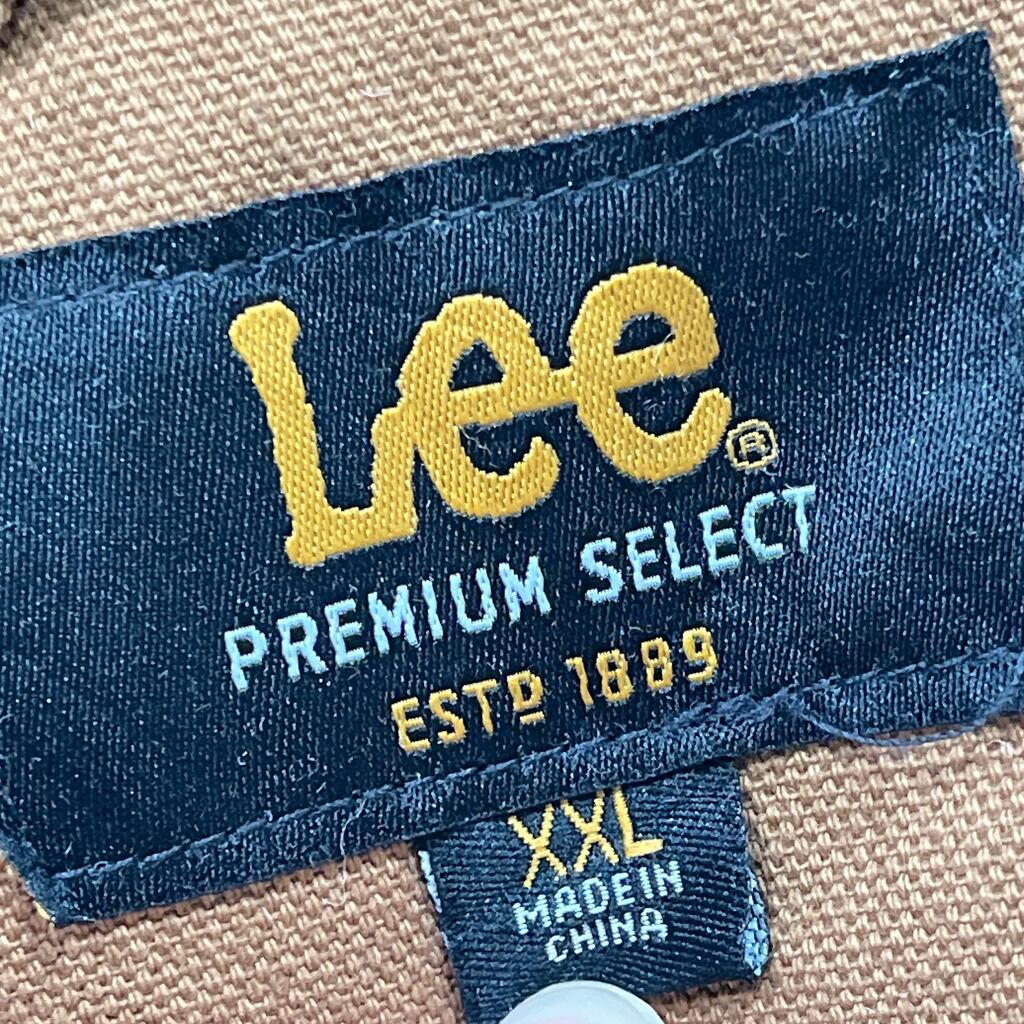 Lee®
PREMIUM SELECT
ESTD 1889
XXL
MADE IN
CHINA